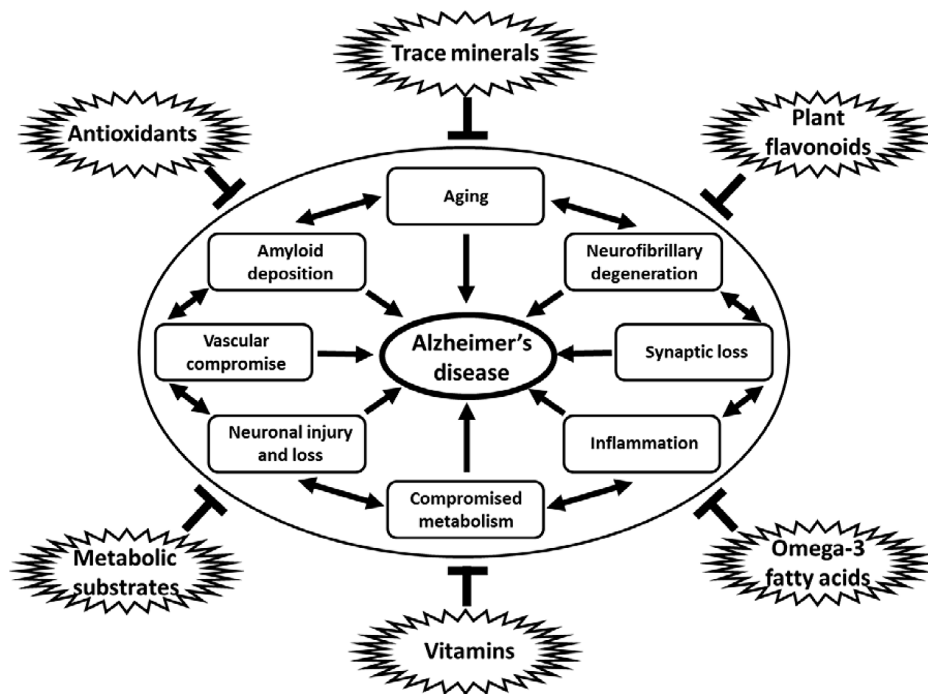 Trace minerals
Antioxidants
Plant
flavonoids
Aging
Amyloid
deposition
Neurofibrillary
degeneration
Vascular
compromise
Alzheimer's
disease
Synaptic loss
Neuronal injury
and loss
Inflammation
Compromised
metabolism
Metabolic
substrates
Omega-3
fatty acids
Vitamins